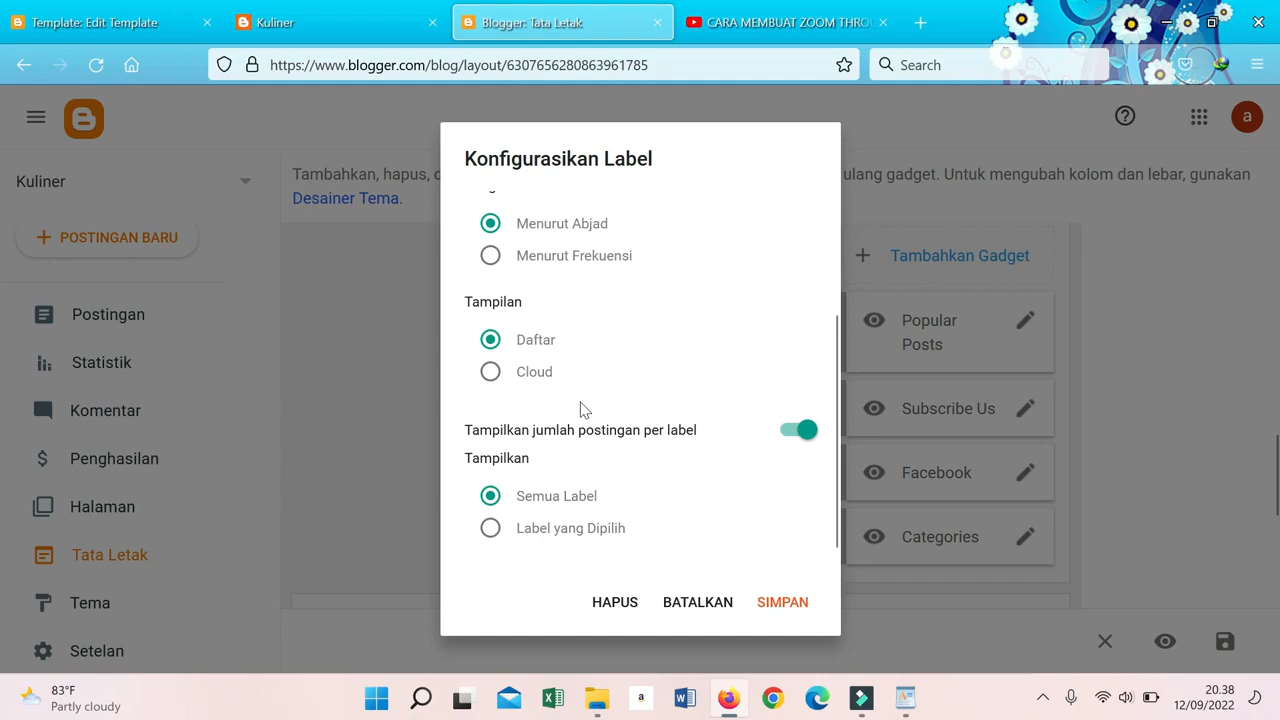 Template: Edit Template
Kuliner
Blogger: Tata Letak
CARA MEMBUAT ZOOM THROU
https://www.blogger.com/blog/layout/6307656280863961785
Search
a
Kuliner
POSTINGAN BARU
Postingan
Statistik
Komentar
Penghasilan
Halaman
Tata Letak
Tema
Setelan
Tambahkan, hapus,
ulang gadget. Untuk mengubah kolom dan lebar, gunakan
Desainer Tema.
Konfigurasikan Label
Menurut Abjad
Menurut Frekuensi
Tampilan
Daftar
Cloud
Tampilkan jumlah postingan per label
Tampilkan
Semua Label
Label yang Dipilih
HAPUS
BATALKAN
SIMPAN
Tambahkan Gadget
Popular
Posts
Subscribe Us
Facebook
Categories
83°F
Partly cloudy
a
20.38
12/09/2022